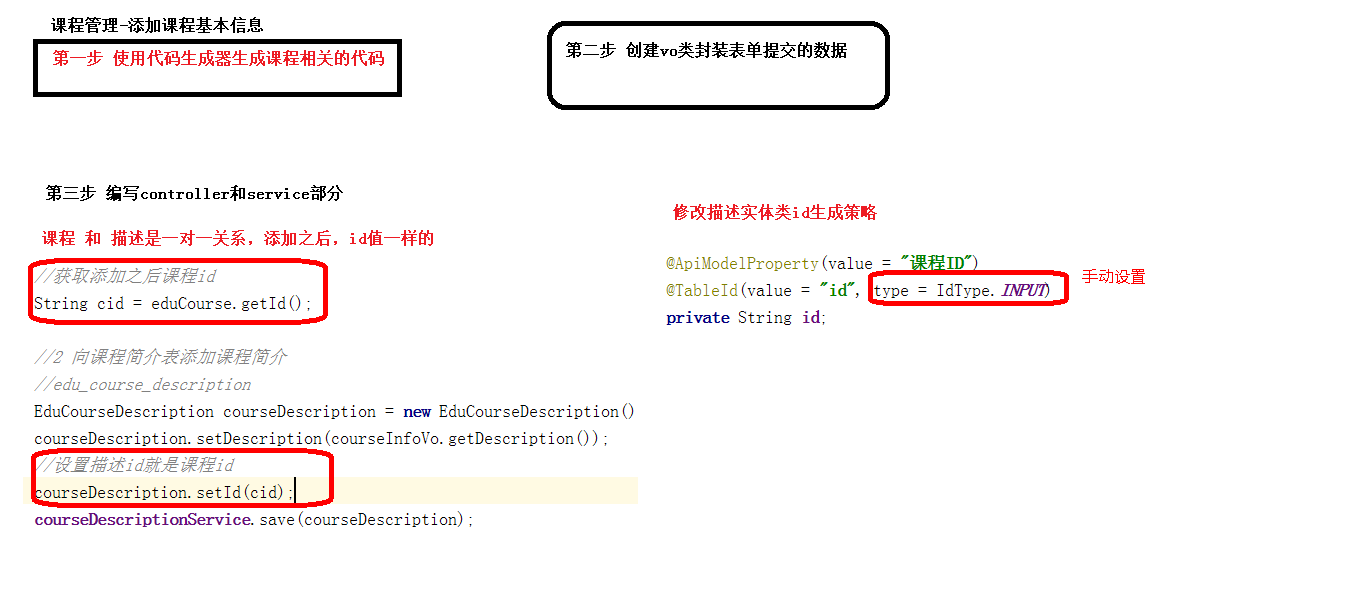 课程管理-添加课程基本信息
第一步 使用代码生成器生成课程相关的代码
第二步 创建vo类封装表单提交的数据
第三步 编写controller和service部分
课程 和 描述是一对一关系，添加之后，id值一样的
//获取添加之后课程id
String cid = eduCourse.getId();
//2 向课程简介表添加课程简介
//edu_course_description
EduCourseDescription courseDescription = new EduCourseDescription()
courseDescription.setDescription(courseInfoVo.getDescription());
//设置描述id就是课程id
courseDescription.setId(cid);
courseDescriptionService.save(courseDescription);
修改描述实体类id生成策略
@ApiModelProperty(value = "课程ID")
@TableId(value = "id", type = IdType.INPUT)
private String id;
手动设置